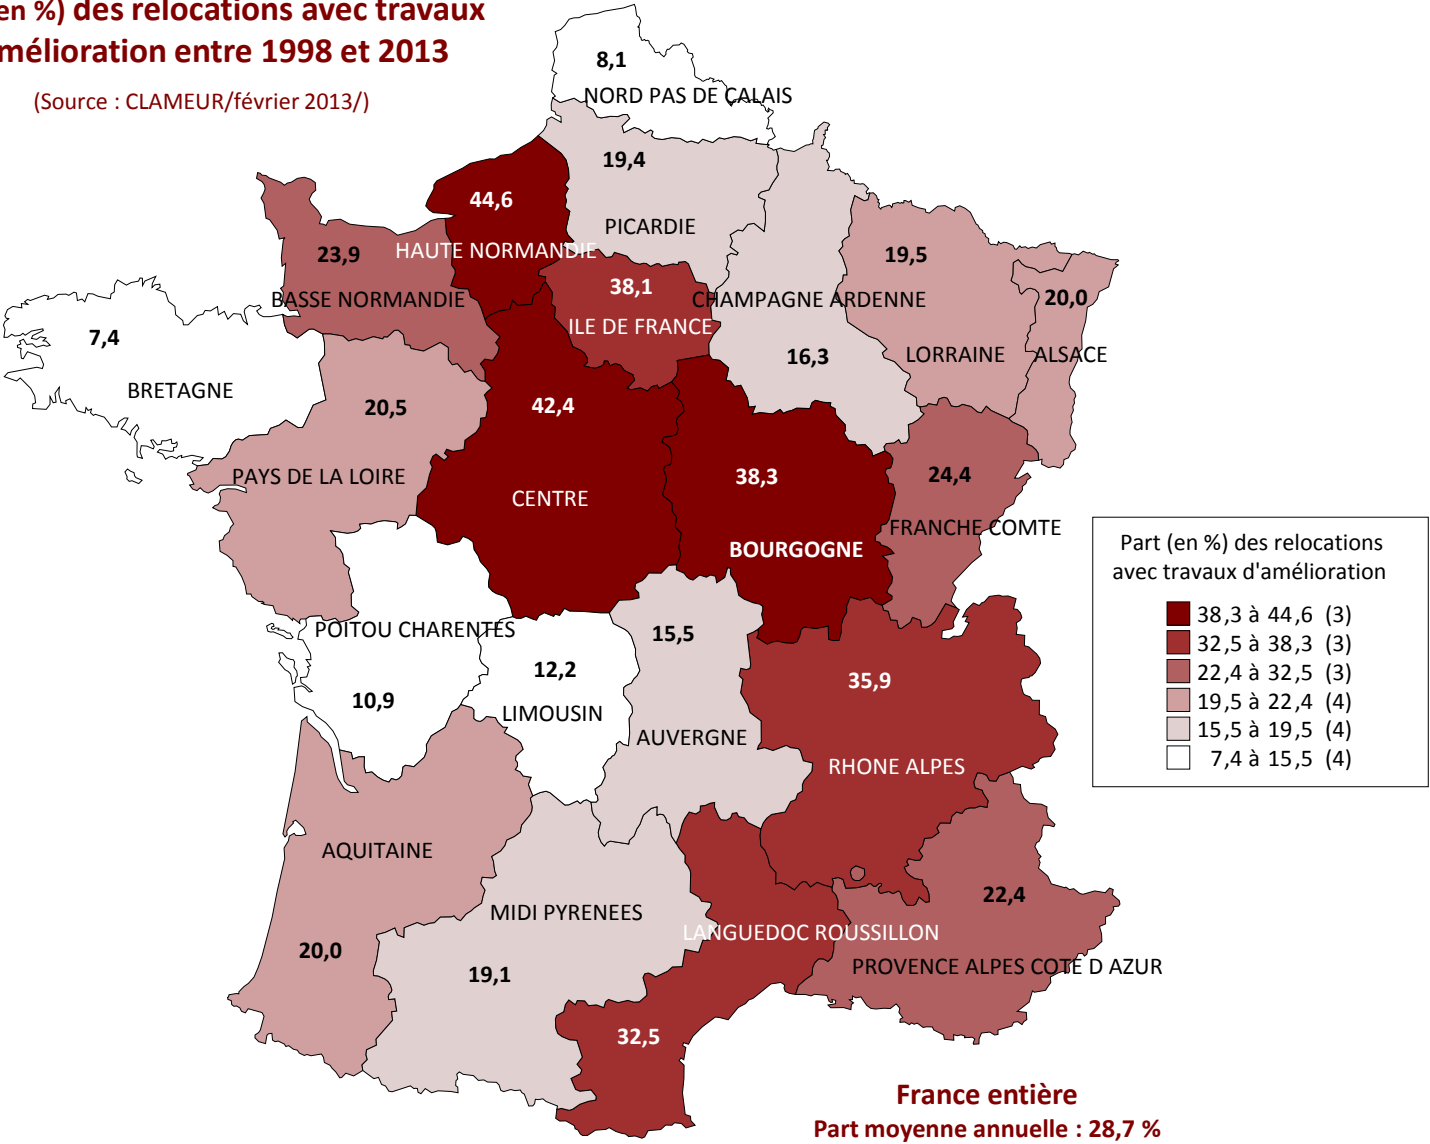 en %) des relocations avec travaux
mélioration entre 1998 et 2013
(Source : CLAMEUR/février 2013/)
8,1
NORD PAS DE CALAIS
19,4
PICARDIE
44,6
HAUTE NORMANDIE
23,9
BASSE NORMANDIE
38,1
ILE DE FRANCE
CHAMPAGNE ARDENNE
16,3
19,5
LORRAINE
20,0
ALSACE
7,4
BRETAGNE
20,5
PAYS DE LA LOIRE
42,4
CENTRE
38,3
BOURGOGNE
24,4
FRANCHE COMTE
Part (en %) des relocations
avec travaux d'amélioration
38,3 à 44,6 (3)
32,5 à 38,3 (3)
22,4 à 32,5 (3)
19,5 à 22,4 (4)
15,5 à 19,5 (4)
7,4 à 15,5 (4)
POITOU CHARENTES
10,9
12,2
LIMOUSIN
15,5
AUVERGNE
35,9
RHONE ALPES
AQUITAINE
20,0
MIDI PYRENEES
19,1
LANGUEDOC ROUSSILLON
32,5
22,4
PROVENCE ALPES COTE D AZUR
France entière
Part moyenne annuelle : 28,7 %